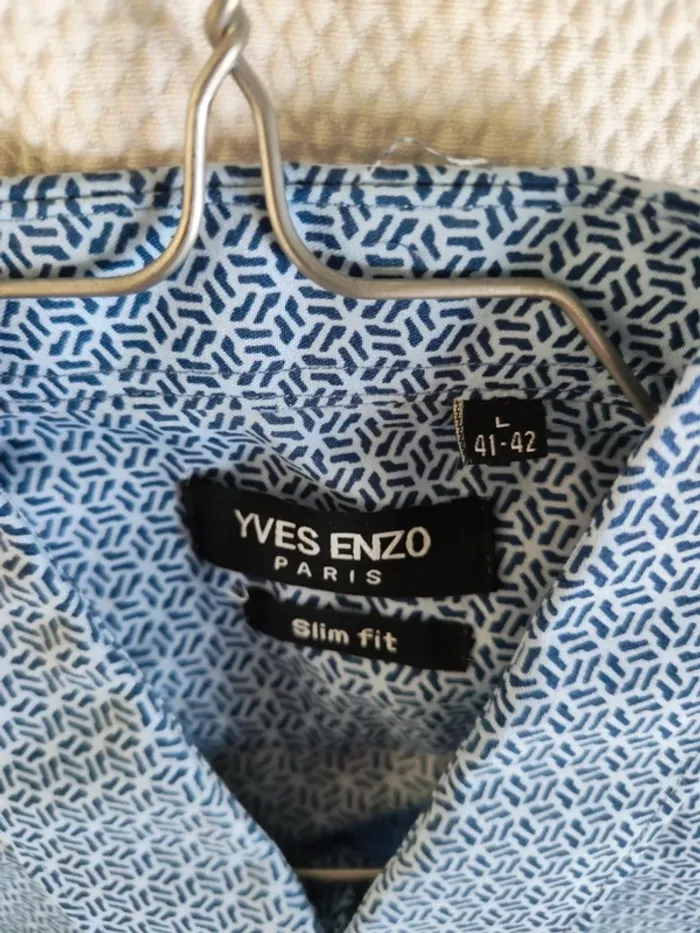 L
41-42
YVES ENZO
PARIS
Slim fit